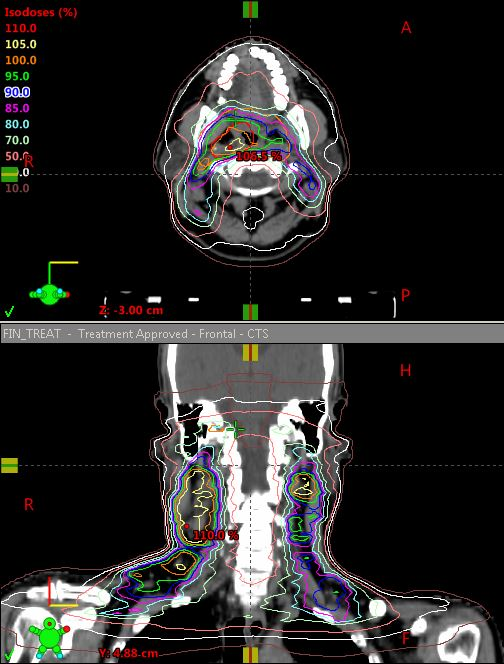 Isodoses (%)
A
110.0
105.0
100.0
95.0
90.0
85.0
80.0
70.0
50.0
R
106.5 %
10.0
P
Z: -3.00 cm
FIN_TREAT - Treatment Approved - Frontal - CTS
H
R
110.0 %
F
Y: 4.88 cm